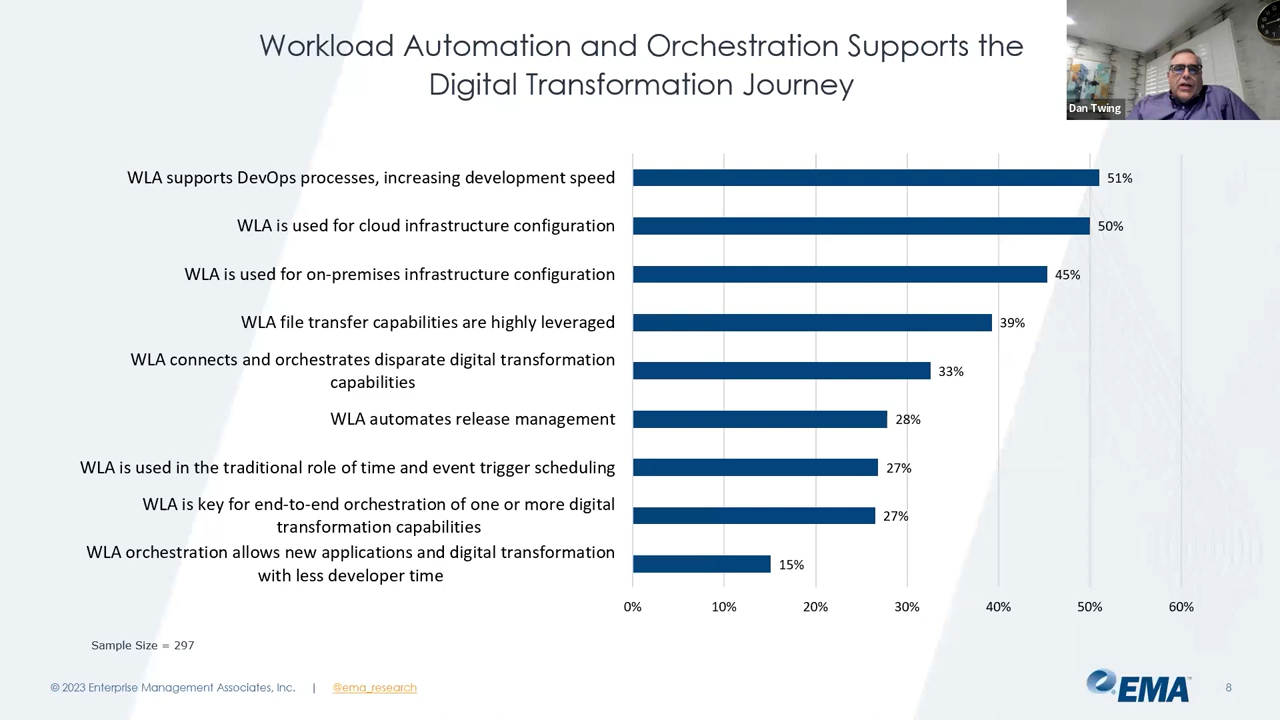 Workload Automation and Orchestration Supports the
Digital Transformation Journey
Dan Twing
WLA supports DevOps processes, increasing development speed
51%
WLA is used for cloud infrastructure configuration
50%
WLA is used for on-premises infrastructure configuration
45%
WLA file transfer capabilities are highly leveraged
39%
WLA connects and orchestrates disparate digital transformation
capabilities
33%
WLA automates release management
28%
WLA is used in the traditional role of time and event trigger scheduling
27%
WLA is key for end-to-end orchestration of one or more digital
transformation capabilities
27%
WLA orchestration allows new applications and digital transformation
with less developer time
15%
0% 10% 20% 30% 40% 50% 60%
Sample Size = 297
© 2023 Enterprise Management Associates, Inc. | @ema_research
EMA™ 8